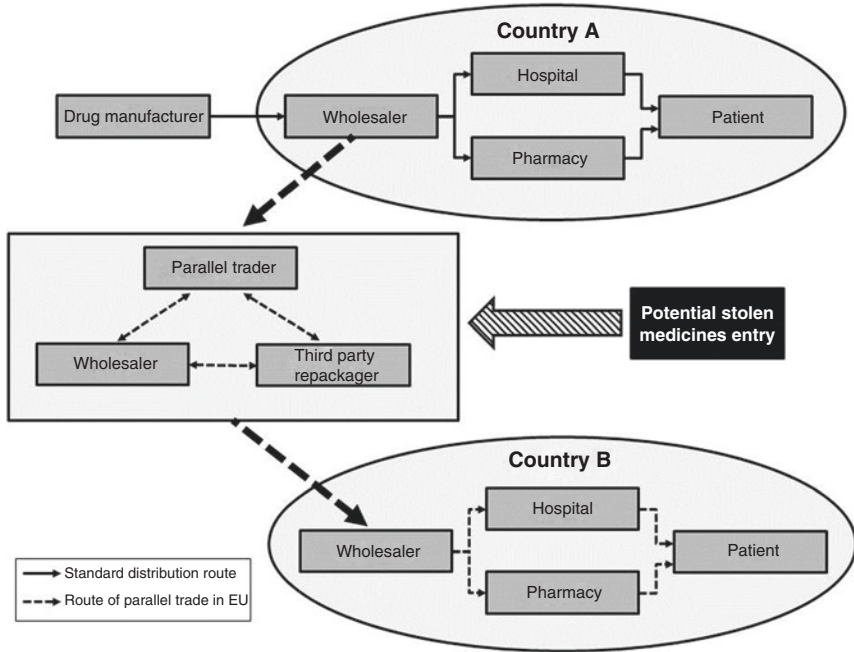 Country A
Hospital
Drug manufacturer
Wholesaler
Patient
Pharmacy
Parallel trader
Wholesaler
Third party
repackager
Potential stolen
medicines entry
Country B
Hospital
Wholesaler
Patient
Pharmacy
Standard distribution route
Route of parallel trade in EU